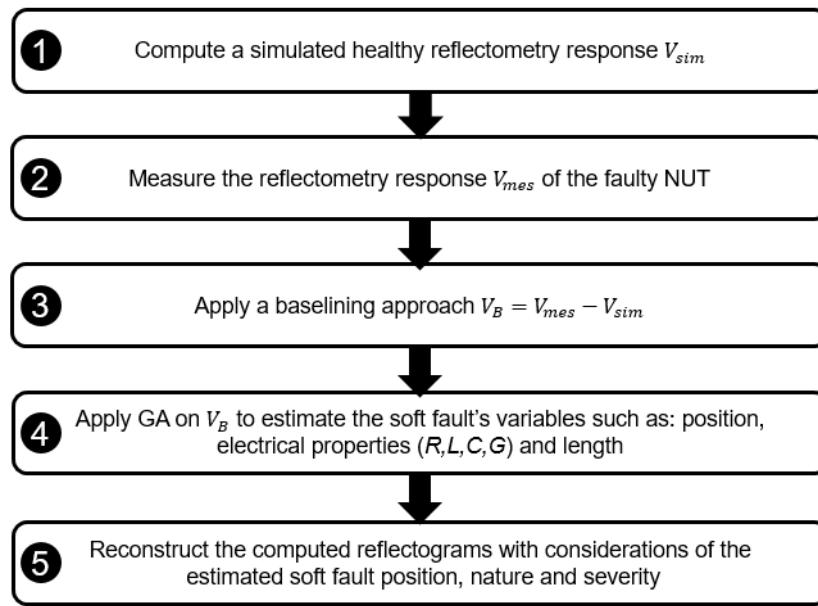 1 Compute a simulated healthy reflectometry response V_sim
2 Measure the reflectometry response V_mes of the faulty NUT
3 Apply a baselining approach V_B = V_mes − V_sim
4 Apply GA on V_B to estimate the soft fault's variables such as: position,
electrical properties (R,L,C,G) and length
5 Reconstruct the computed reflectograms with considerations of the
estimated soft fault position, nature and severity